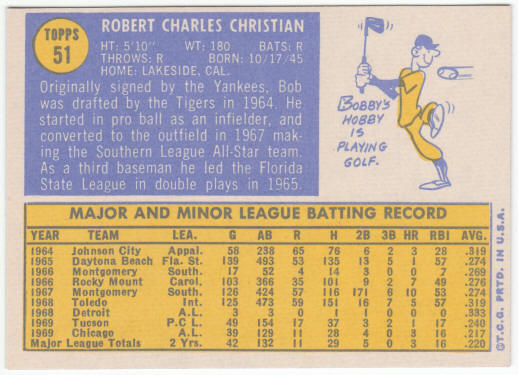 TOPPS
51
ROBERT CHARLES CHRISTIAN
HT: 5'10" WT: 180 BATS: R
THROWS: R BORN: 10/17/45
HOME: LAKESIDE, CAL.
Originally signed by the Yankees, Bob
was drafted by the Tigers in 1964. He
started in pro ball as an infielder, and
converted to the outfield in 1967 mak-
ing the Southern League All-Star team.
As a third baseman he led the Florida
State League in double plays in 1965.
BOBBY'S
HOBBY
IS
PLAYING
GOLF.
MAJOR AND MINOR LEAGUE BATTING RECORD
YEAR TEAM LEA. G AB R H 2B 3B HR RBI AVG.
1964 Johnson City Appal. 58 238 65 76 6 2 3 28 .319
1965 Daytona Beach Fla. St. 139 493 53 135 13 5 1 57 .274
1966 Montgomery South. 17 52 4 14 2 0 0 7 .269
1966 Rocky Mount Carol. 103 366 35 101 9 2 7 49 .276
1967 Montgomery South. 126 424 57 116 171 6 10 53 .274
1968 Toledo Int. 125 473 59 151 16 7 5 57 .319
1968 Detroit A.L. 3 3 0 1 1 0 0 0 .333
1969 Tucson P.C L. 49 154 17 37 3 2 1 17 .240
1969 Chicago A.L. 39 129 11 28 4 0 3 16 .217
Major League Totals 2 Yrs. 42 132 11 29 5 0 3 16 .220
©T.C.G. PRTD. IN U.S.A.